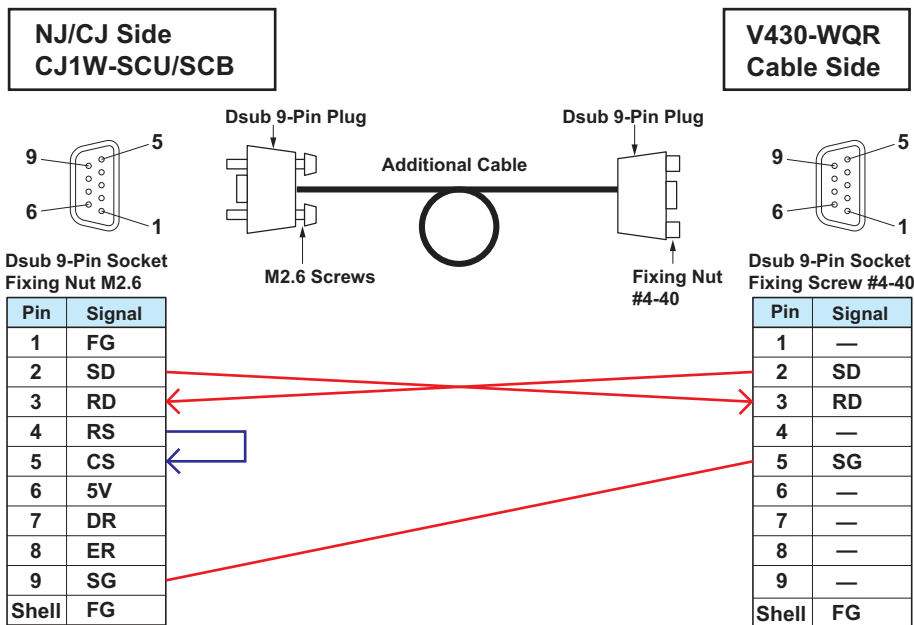 NJ/CJ Side
CJ1W-SCU/SCB
V430-WQR
Cable Side
Dsub 9-Pin Plug
Dsub 9-Pin Plug
Additional Cable
9
5
6
1
9
5
6
1
M2.6 Screws
Fixing Nut
#4-40
Dsub 9-Pin Socket
Fixing Nut M2.6
Dsub 9-Pin Socket
Fixing Screw #4-40
Pin Signal
1 FG
2 SD
3 RD
4 RS
5 CS
6 5V
7 DR
8 ER
9 SG
Shell FG
Pin Signal
1 —
2 SD
3 RD
4 —
5 SG
6 —
7 —
8 —
9 —
Shell FG